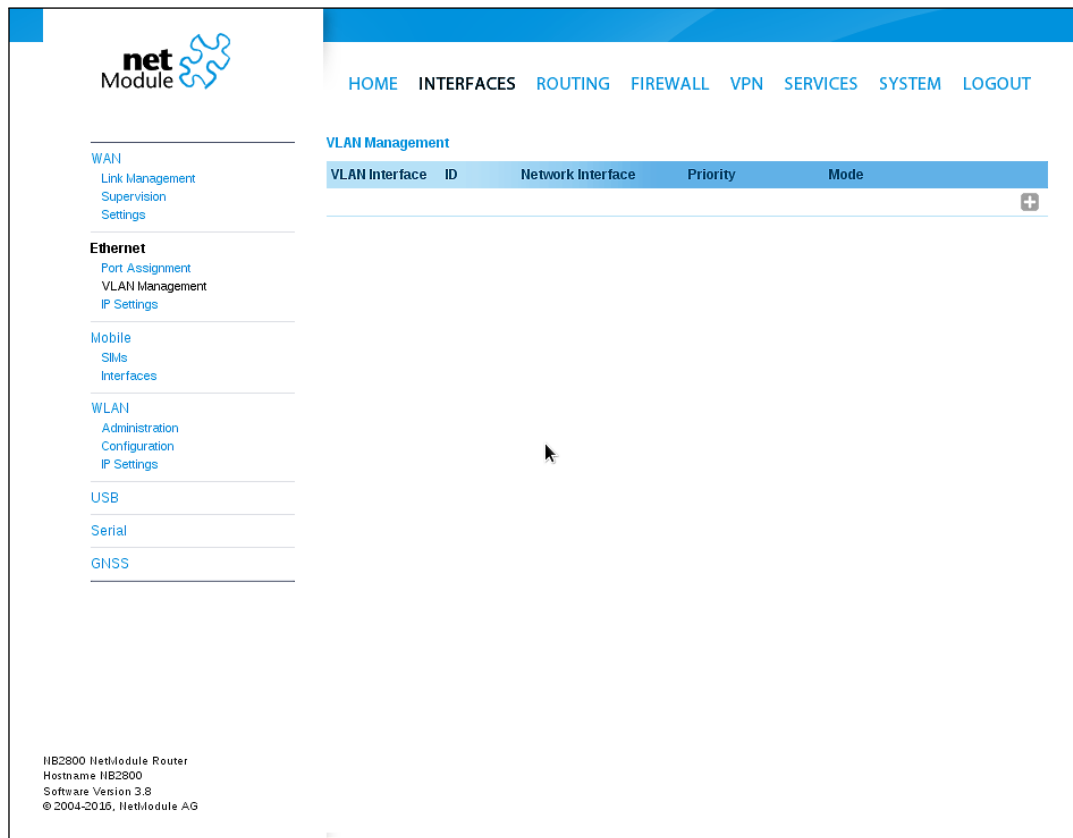 net
Module
HOME INTERFACES ROUTING FIREWALL VPN SERVICES SYSTEM LOGOUT
WAN
Link Management
Supervision
Settings
Ethernet
Port Assignment
VLAN Management
IP Settings
Mobile
SIMs
Interfaces
WLAN
Administration
Configuration
IP Settings
USB
Serial
GNSS
VLAN Management
VLAN Interface ID Network Interface Priority Mode
NB2800 NetModule Router
Hostname NB2800
Software Version 3.8
© 2004-2016, NetModule AG